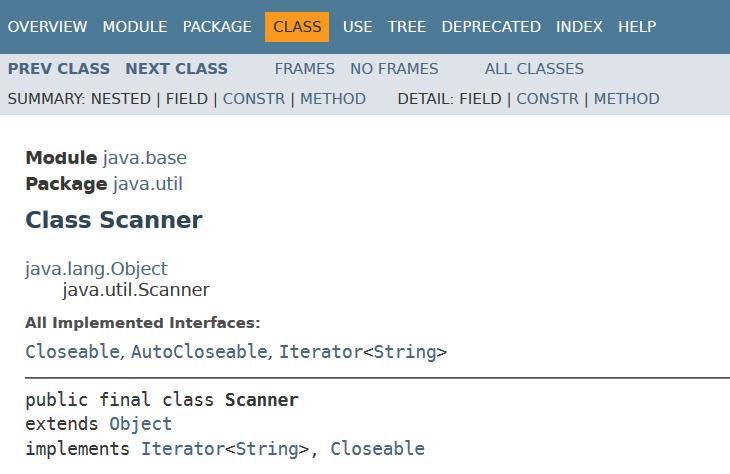 OVERVIEW MODULE PACKAGE CLASS USE TREE DEPRECATED INDEX HELP
PREV CLASS NEXT CLASS FRAMES NO FRAMES ALL CLASSES
SUMMARY: NESTED | FIELD | CONSTR | METHOD DETAIL: FIELD | CONSTR | METHOD
Module java.base
Package java.util
Class Scanner
java.lang.Object
java.util.Scanner
All Implemented Interfaces:
Closeable, AutoCloseable, Iterator<String>
public final class Scanner
extends Object
implements Iterator<String>, Closeable